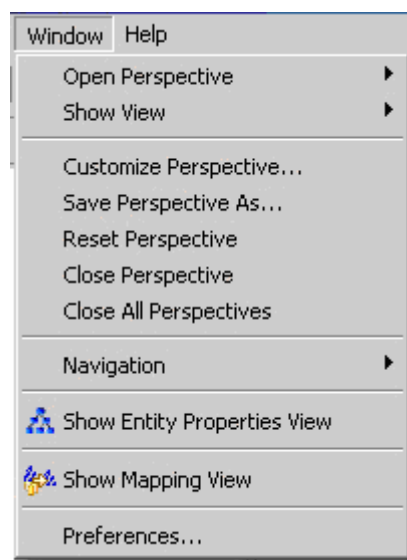 Window Help
Open Perspective
Show View
Customize Perspective...
Save Perspective As...
Reset Perspective
Close Perspective
Close All Perspectives
Navigation
Show Entity Properties View
Show Mapping View
Preferences...